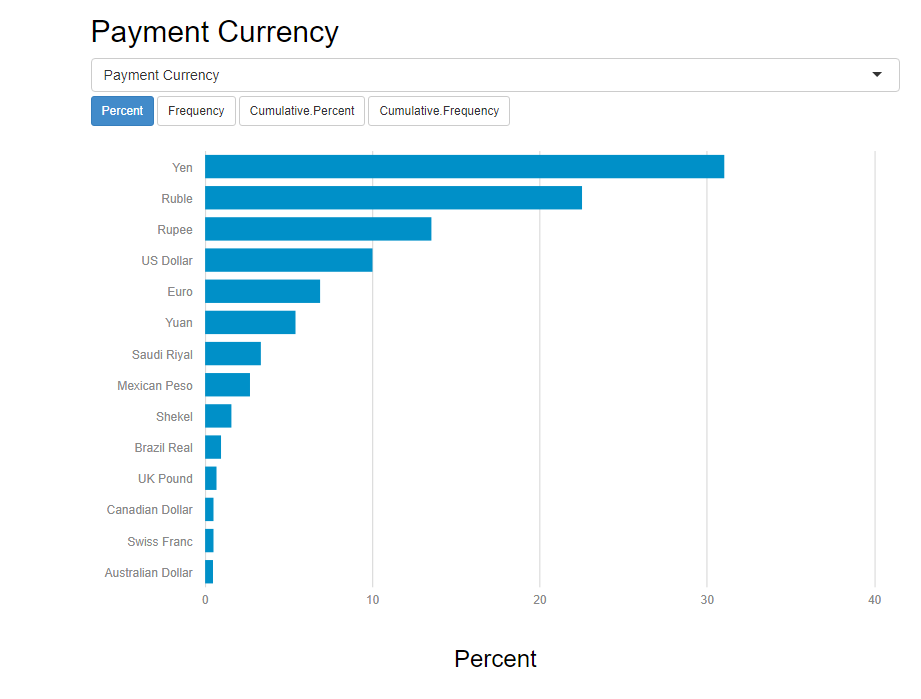 Payment Currency
Payment Currency
Percent Frequency Cumulative.Percent Cumulative.Frequency
Yen
Ruble
Rupee
US Dollar
Euro
Yuan
Saudi Riyal
Mexican Peso
Shekel
Brazil Real
UK Pound
Canadian Dollar
Swiss Franc
Australian Dollar
0 10 20 30 40
Percent